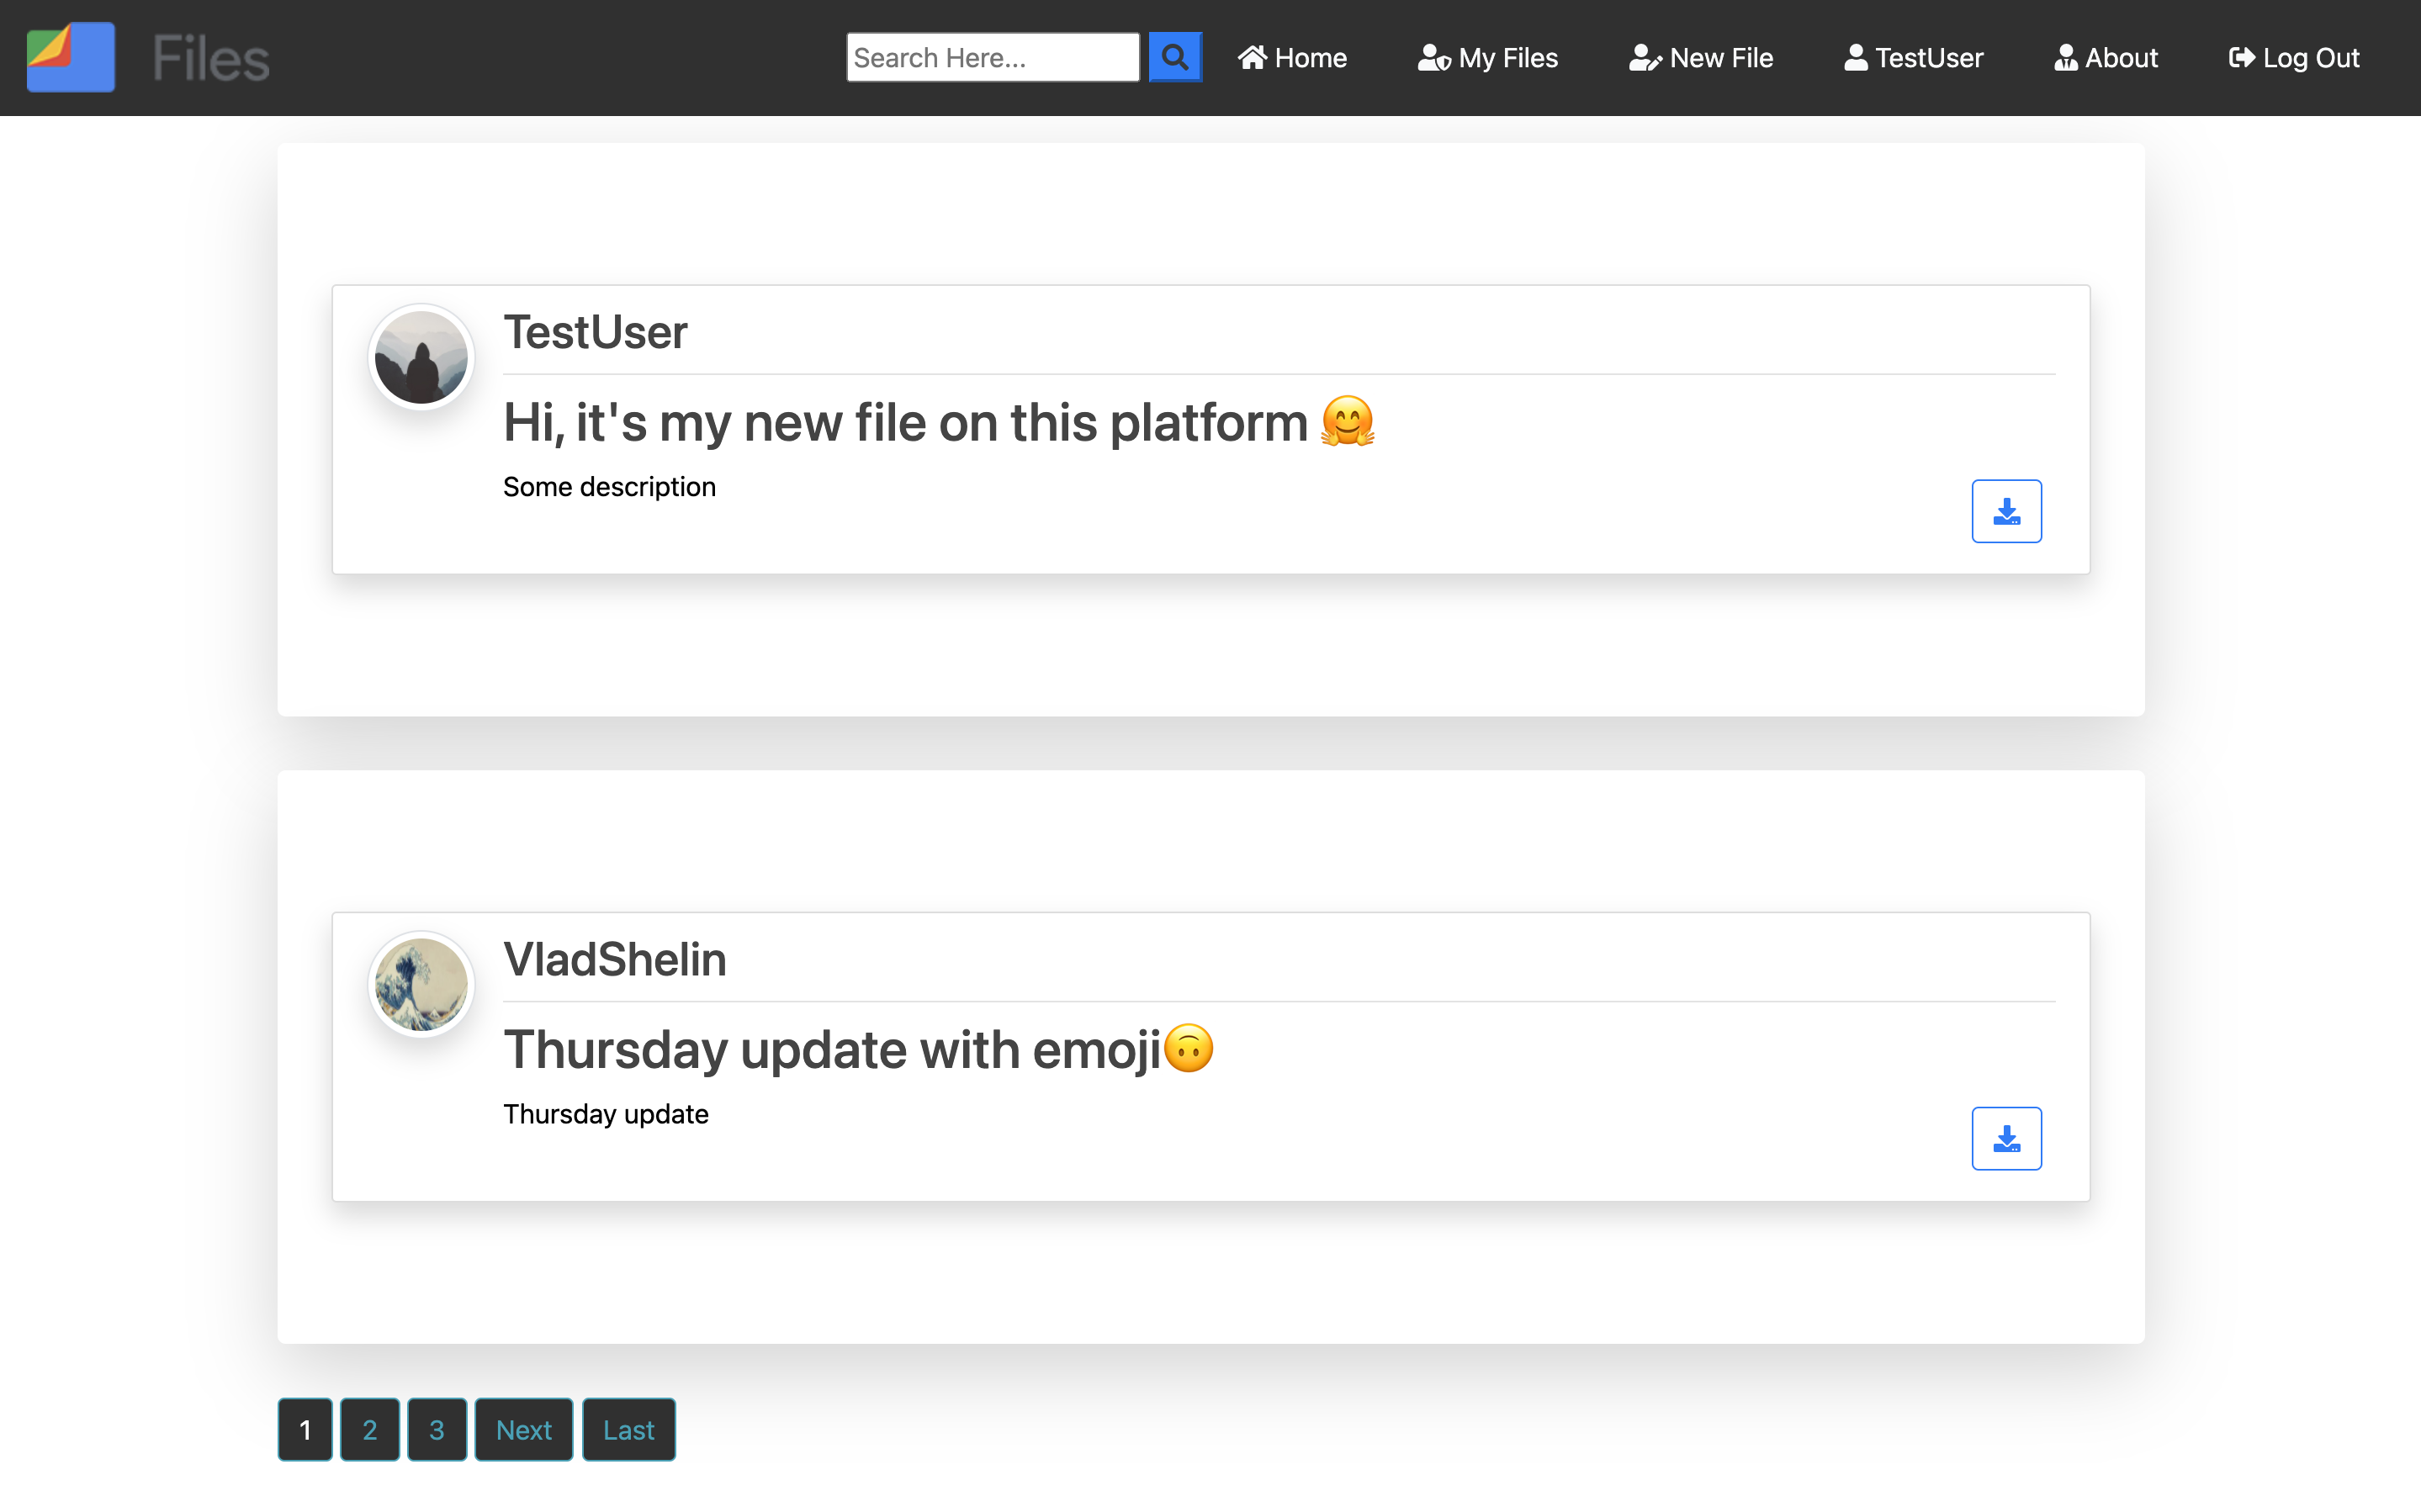 Files
Search Here...
Home
My Files
New File
TestUser
About
Log Out
TestUser
Hi, it's my new file on this platform 🤗
Some description
VladShelin
Thursday update with emoji🙃
Thursday update
1 2 3 Next Last